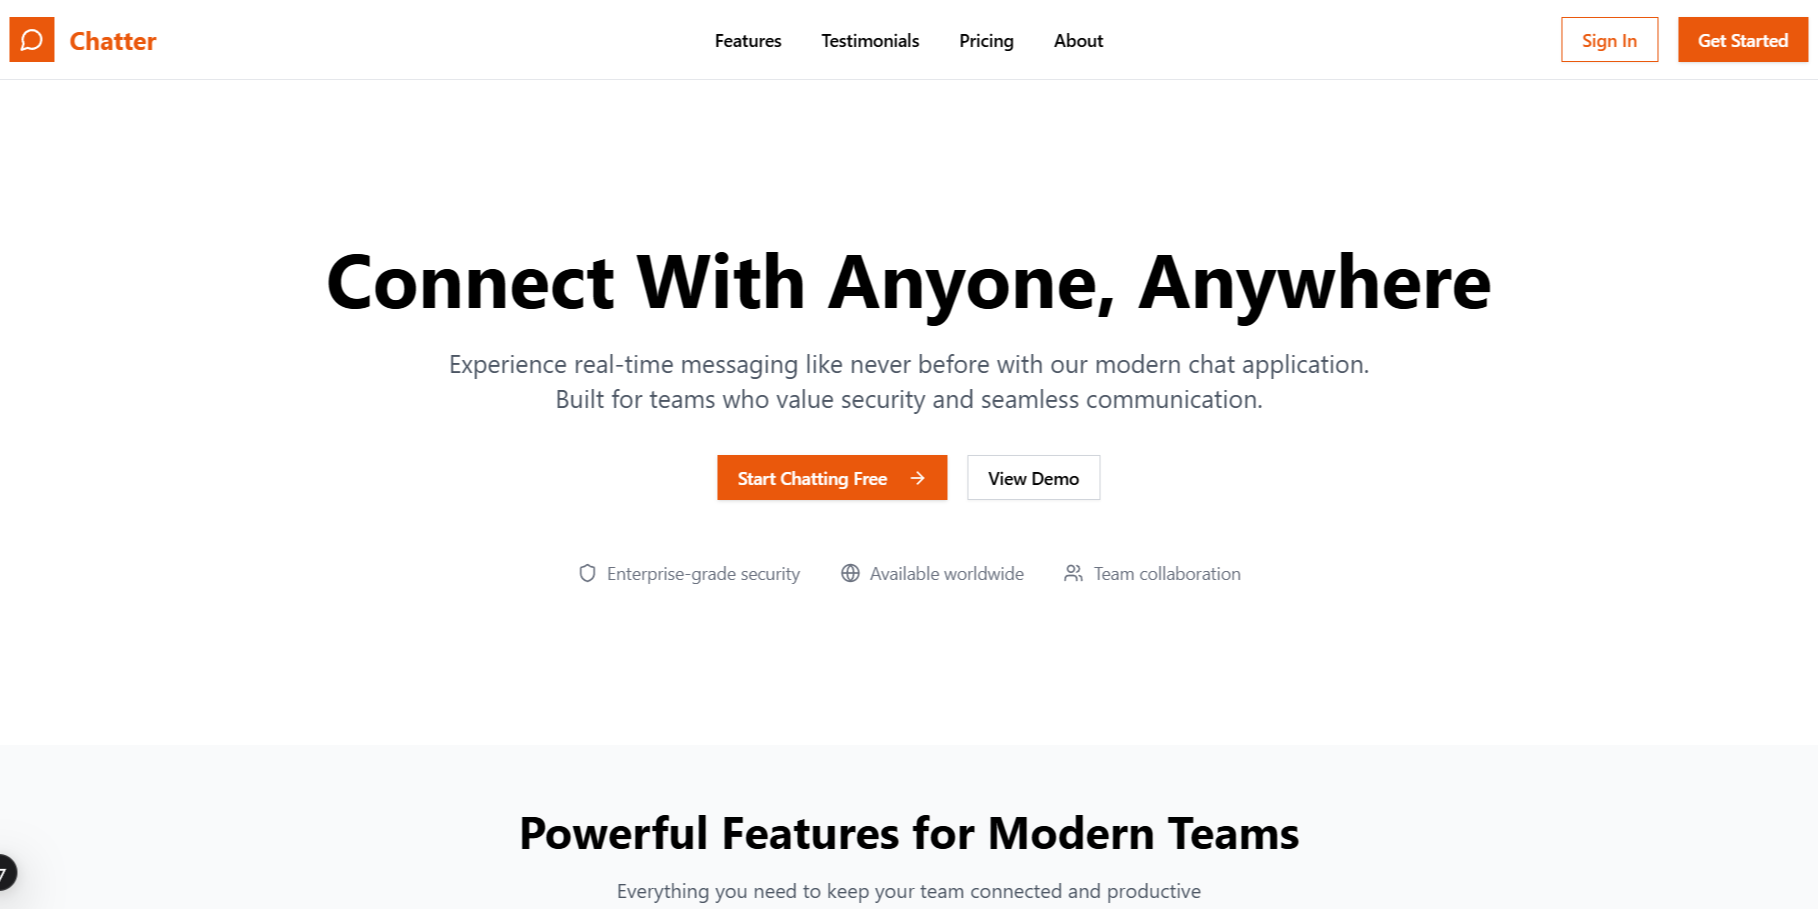 Chatter
Features
Testimonials
Pricing
About
Sign In
Get Started
Connect With Anyone, Anywhere
Experience real-time messaging like never before with our modern chat application.
Built for teams who value security and seamless communication.
Start Chatting Free
View Demo
Enterprise-grade security
Available worldwide
Team collaboration
Powerful Features for Modern Teams
Everything you need to keep your team connected and productive